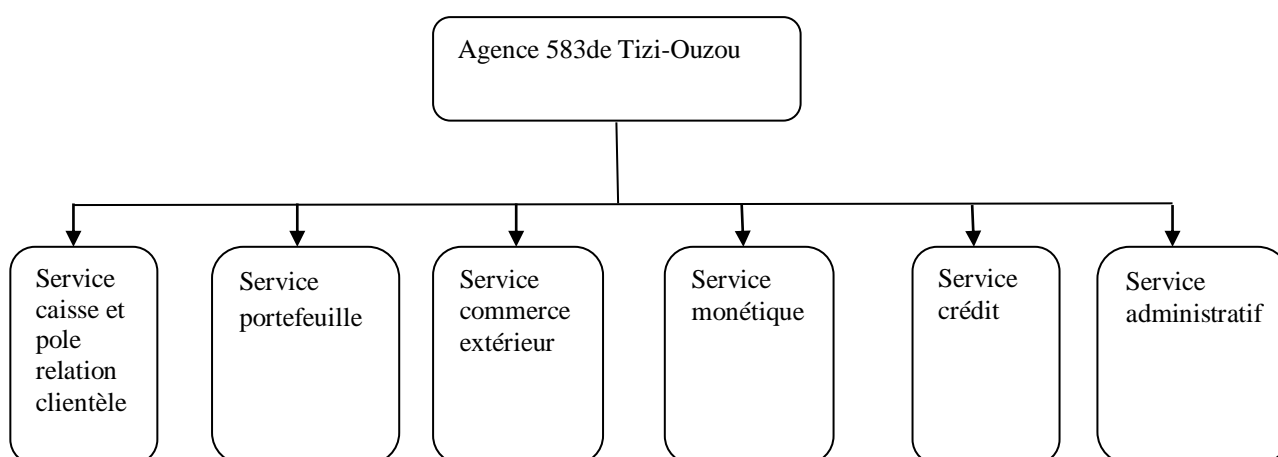 Agence 583de Tizi-Ouzou
Service
caisse et
pole
relation
clientèle
Service
portefeuille
Service
commerce
extérieur
Service
monétique
Service
crédit
Service
administratif